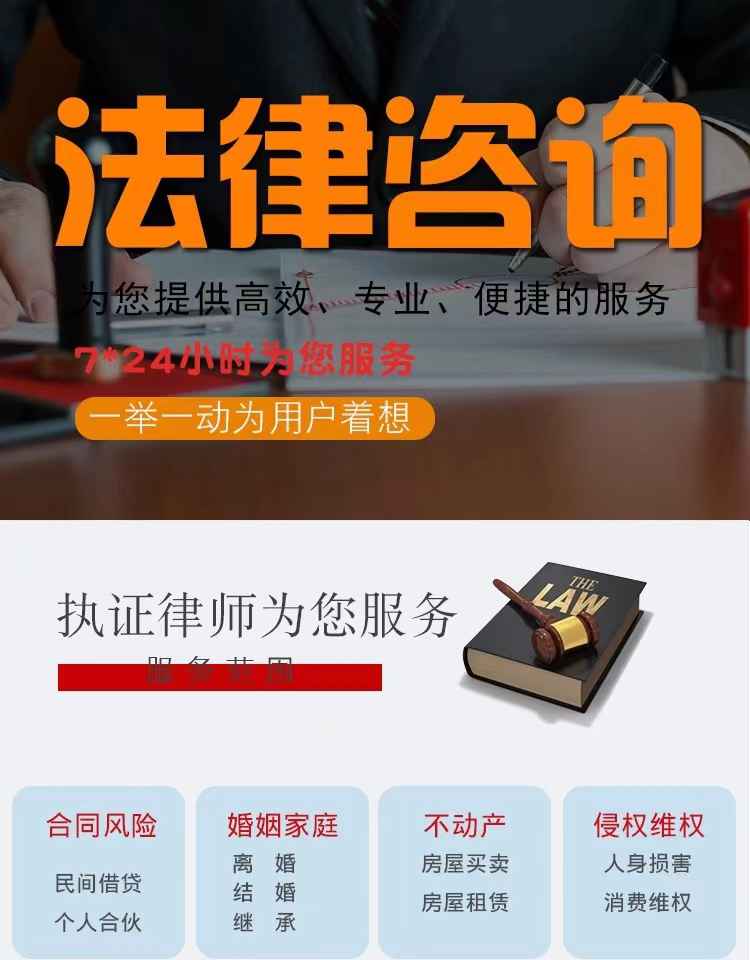 法律咨询
为您提供高效、专业、便捷的服务
7*24小时为您服务
一举一动为用户着想
执证律师为您服务
THE
LAW
服务范围
合同风险
民间借贷
个人合伙
婚姻家庭
离 婚
结 婚
继 承
不动产
房屋买卖
房屋租赁
侵权维权
人身损害
消费维权